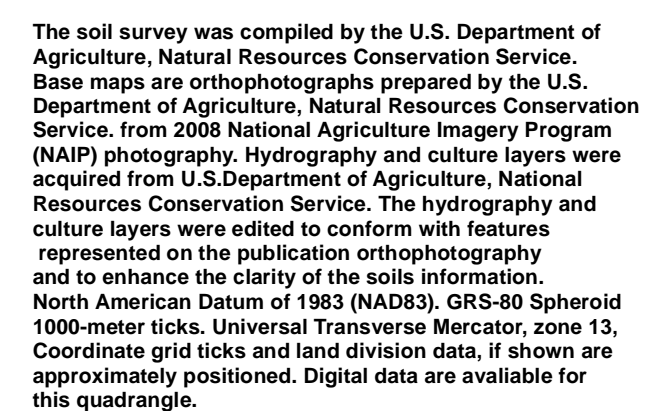 The soil survey was compiled by the U.S. Department of
Agriculture, Natural Resources Conservation Service.
Base maps are orthophotographs prepared by the U.S.
Department of Agriculture, Natural Resources Conservation
Service. from 2008 National Agriculture Imagery Program
(NAIP) photography. Hydrography and culture layers were
acquired from U.S.Department of Agriculture, National
Resources Conservation Service. The hydrography and
culture layers were edited to conform with features
represented on the publication orthophotography
and to enhance the clarity of the soils information.
North American Datum of 1983 (NAD83). GRS-80 Spheroid
1000-meter ticks. Universal Transverse Mercator, zone 13,
Coordinate grid ticks and land division data, if shown are
approximately positioned. Digital data are avaliable for
this quadrangle.